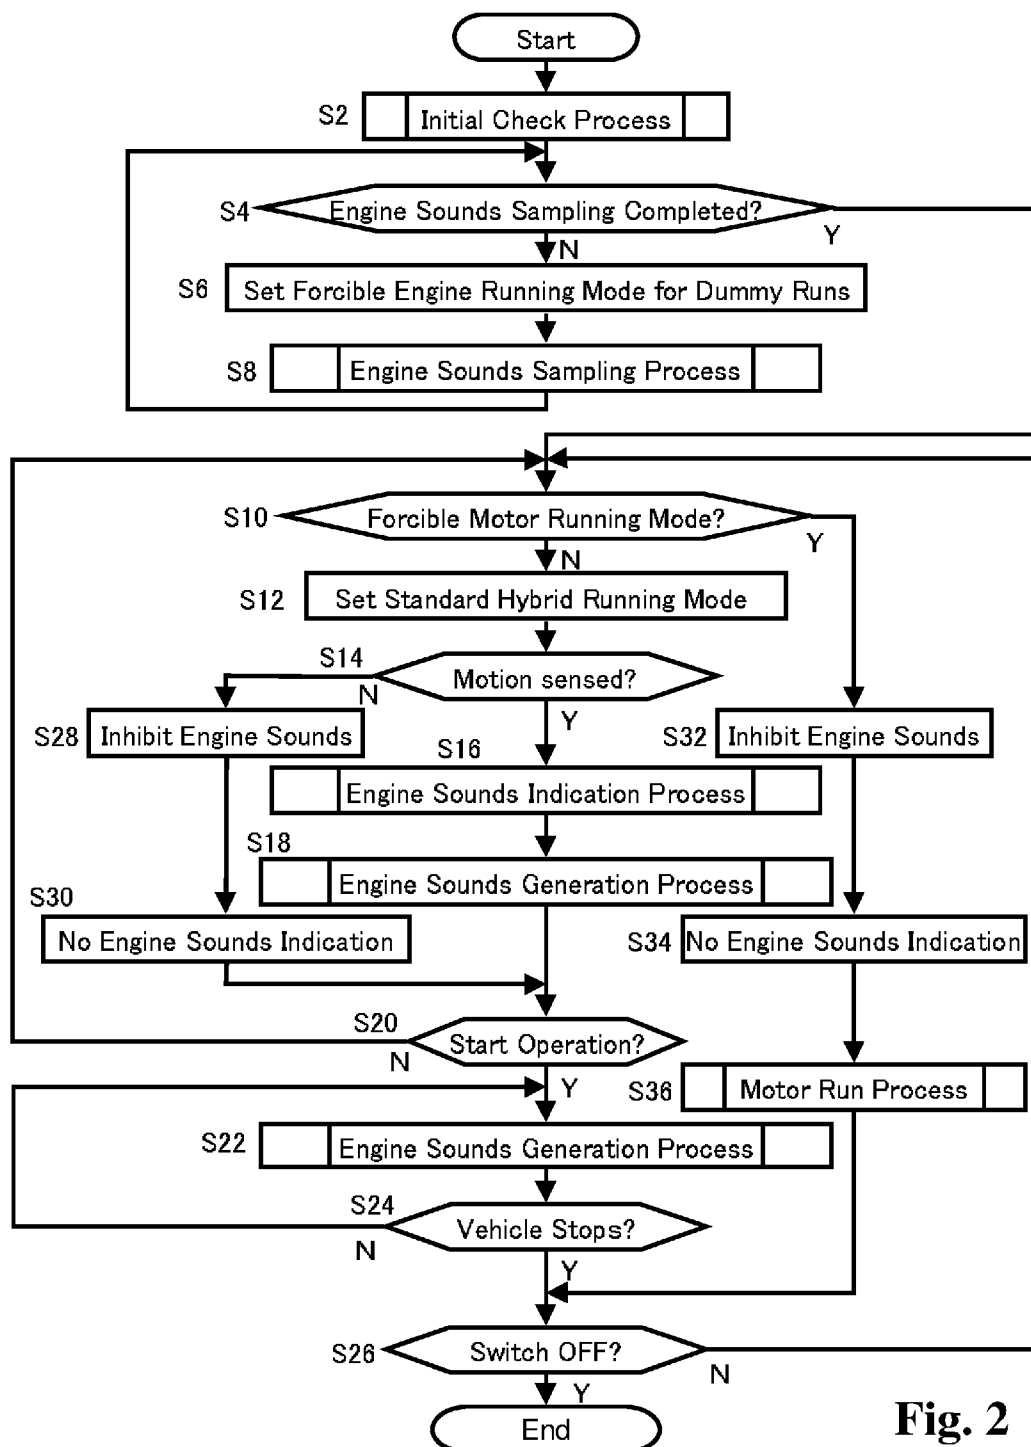 Start
S2
Initial Check Process
S4
Engine Sounds Sampling Completed?
Y
N
S6
Set Forcible Engine Running Mode for Dummy Runs
S8
Engine Sounds Sampling Process
S10
Forcible Motor Running Mode?
Y
N
S12
Set Standard Hybrid Running Mode
S14
Motion sensed?
N
Y
S28
Inhibit Engine Sounds
S32
Inhibit Engine Sounds
S16
Engine Sounds Indication Process
S18
Engine Sounds Generation Process
S30
No Engine Sounds Indication
S34
No Engine Sounds Indication
S20
Start Operation?
N
Y
S36
Motor Run Process
S22
Engine Sounds Generation Process
S24
Vehicle Stops?
N
Y
S26
Switch OFF?
N
Y
End
Fig. 2